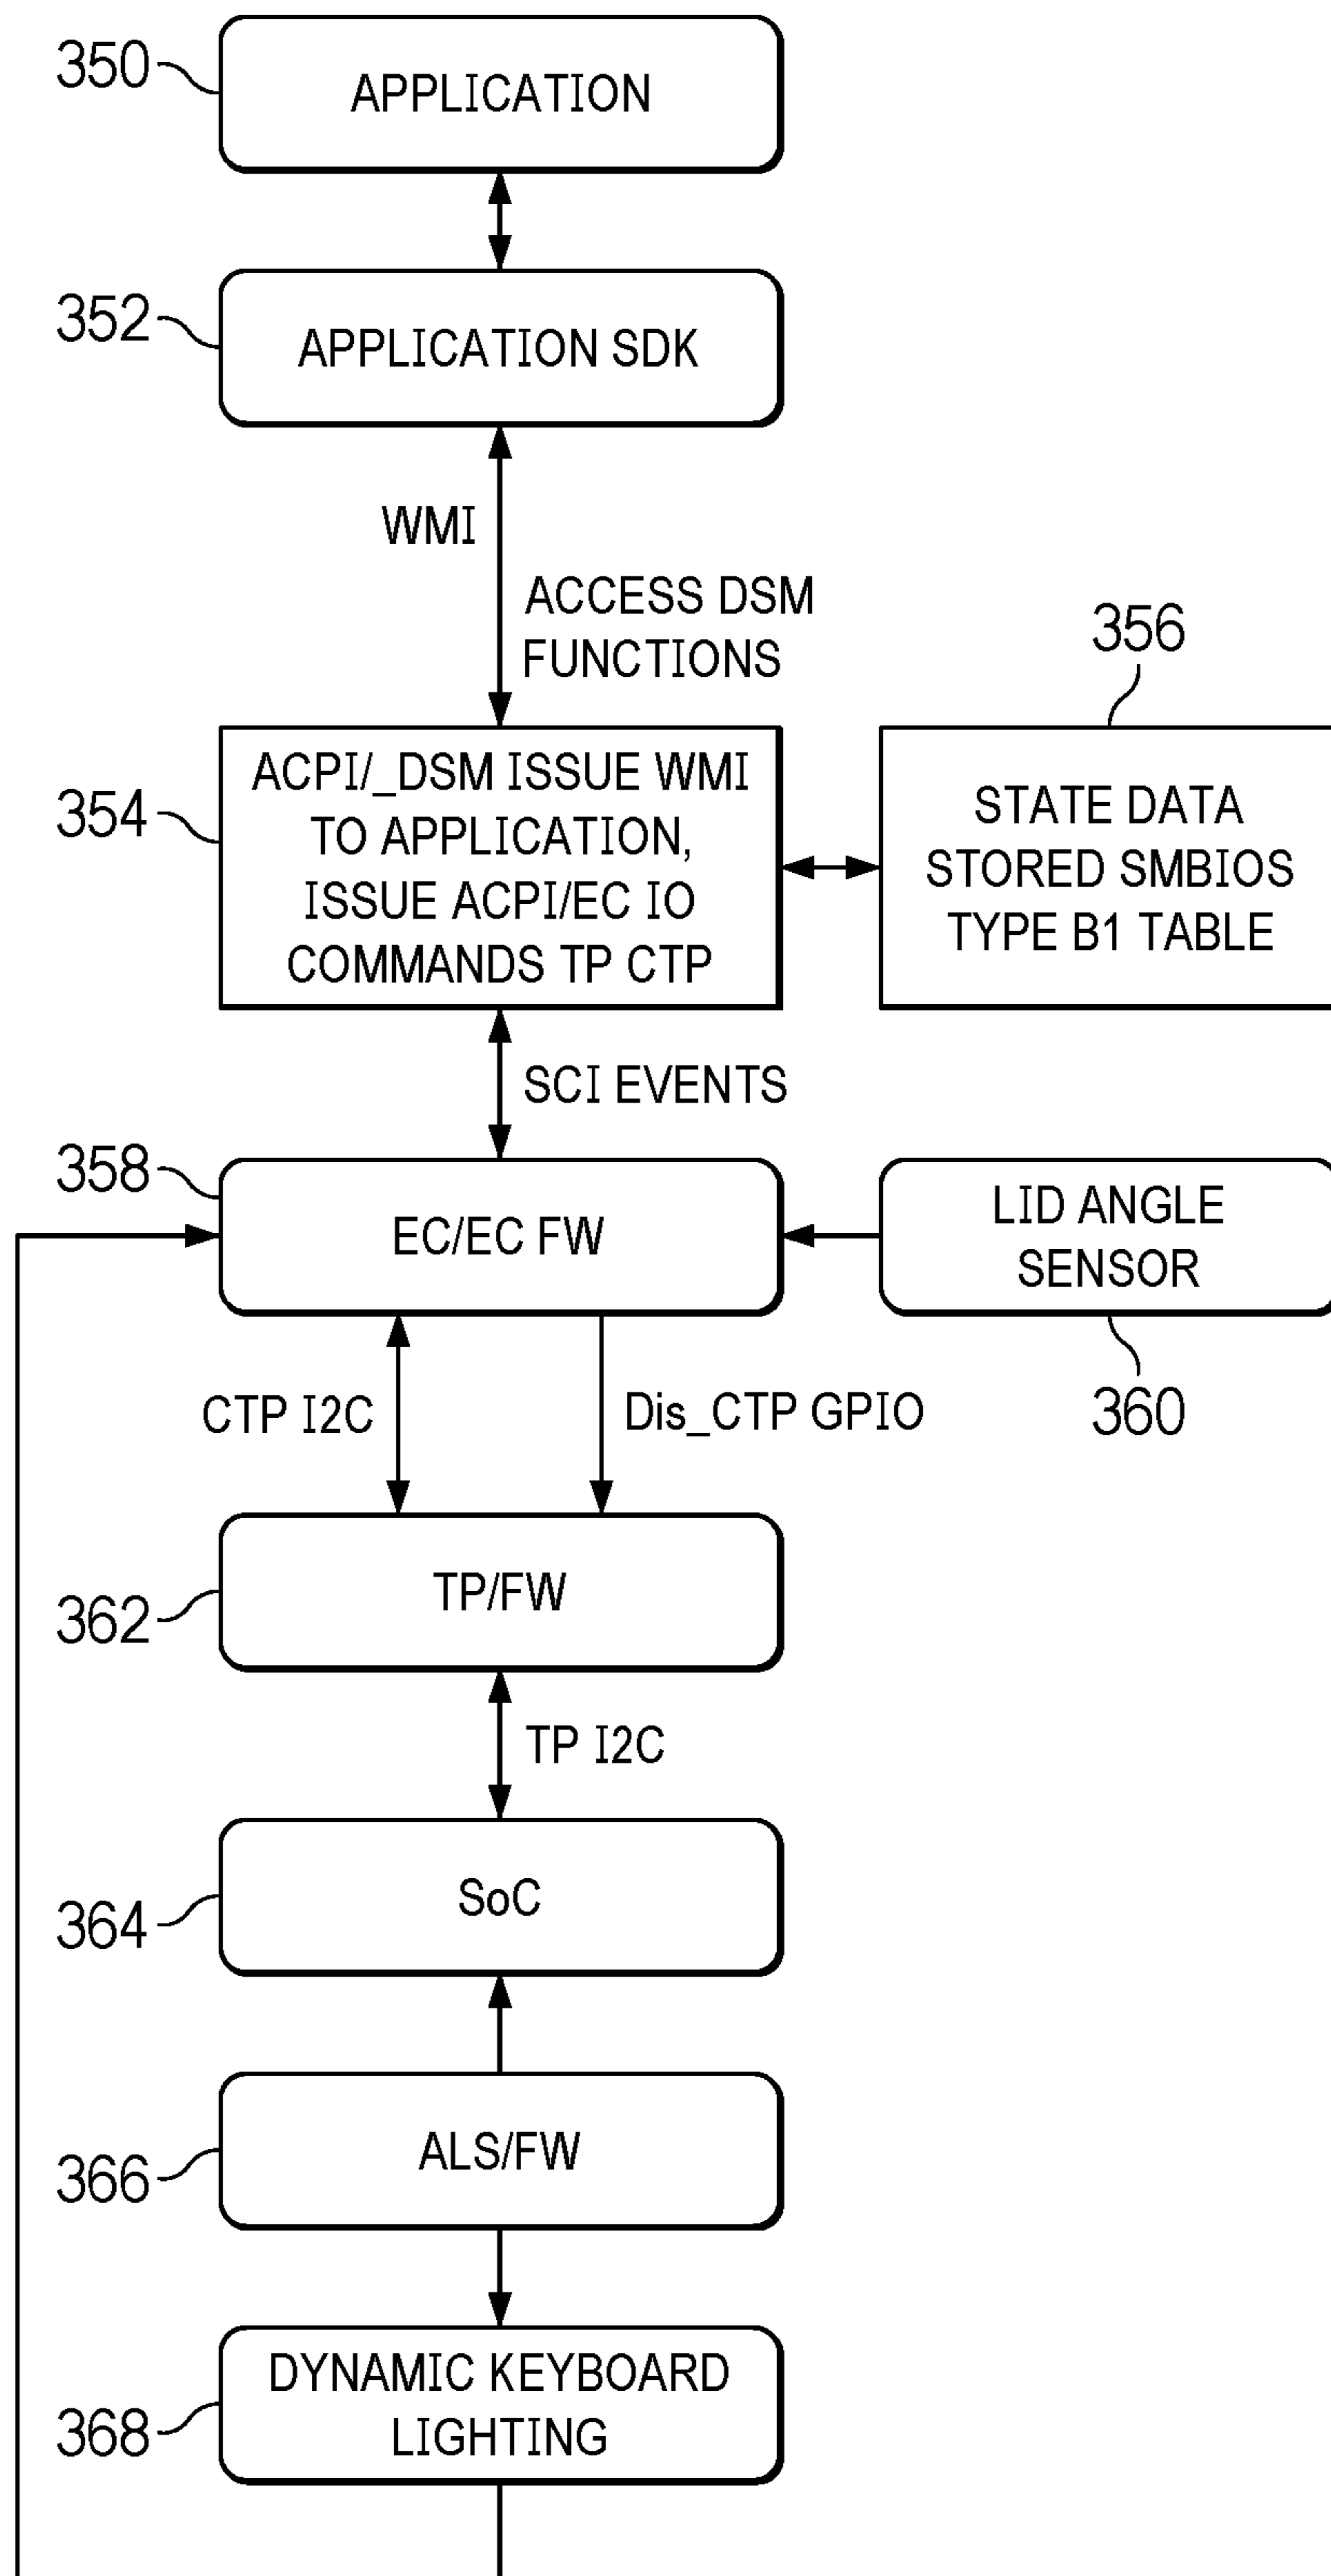 350
APPLICATION
352
APPLICATION SDK
WMI
ACCESS DSM
FUNCTIONS
356
354
ACPI/_DSM ISSUE WMI
TO APPLICATION,
ISSUE ACPI/EC IO
COMMANDS TP CTP
STATE DATA
STORED SMBIOS
TYPE B1 TABLE
SCI EVENTS
358
EC/EC FW
LID ANGLE
SENSOR
360
CTP I2C
Dis_CTP GPIO
362
TP/FW
TP I2C
364
SoC
366
ALS/FW
368
DYNAMIC KEYBOARD
LIGHTING